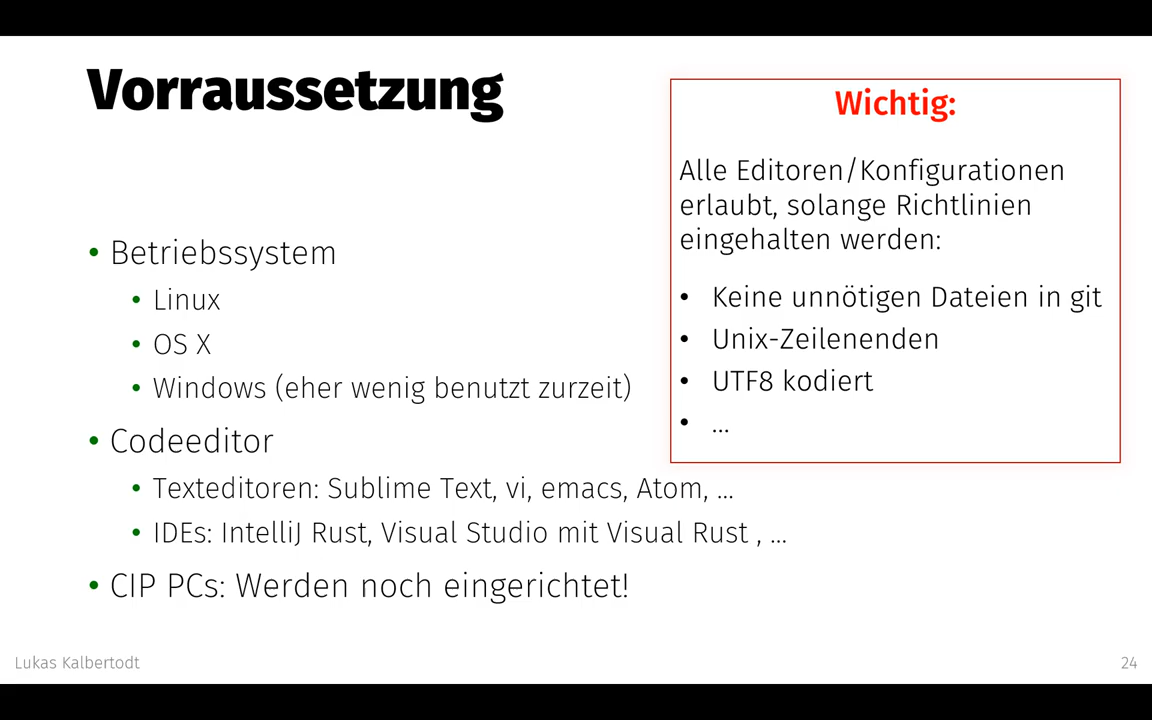 Vorraussetzung
• Betriebssystem
• Linux
• OS X
• Windows (eher wenig benutzt zurzeit)
• Codeeditor
• Texteditoren: Sublime Text, vi, emacs, Atom, ...
• IDEs: IntelliJ Rust, Visual Studio mit Visual Rust , ...
• CIP PCs: Werden noch eingerichtet!
Wichtig:
Alle Editoren/Konfigurationen
erlaubt, solange Richtlinien
eingehalten werden:
• Keine unnötigen Dateien in git
• Unix-Zeilenenden
• UTF8 kodiert
• ...
Lukas Kalbertodt
24